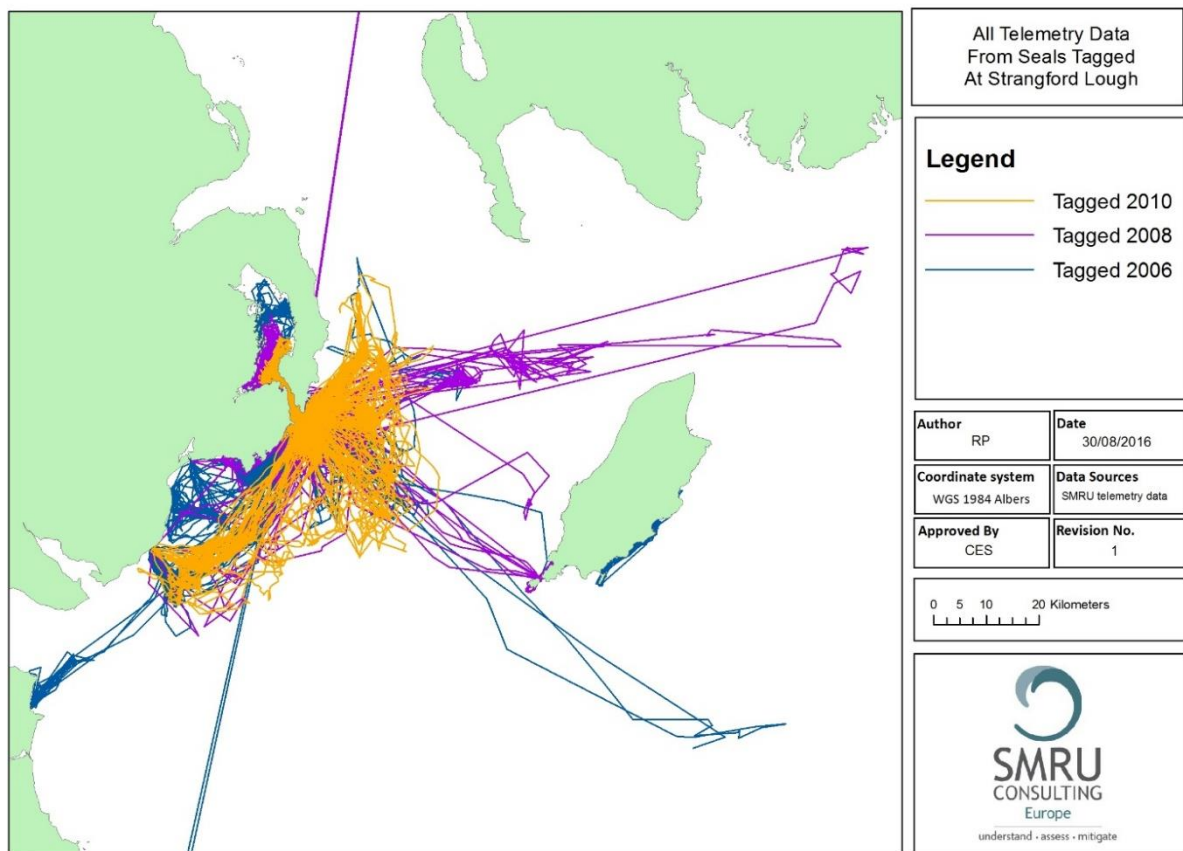 All Telemetry Data
From Seals Tagged
At Strangford Lough
Legend
Tagged 2010
Tagged 2008
Tagged 2006
Author
RP
Date
30/08/2016
Coordinate system
WGS 1984 Albers
Data Sources
SMRU telemetry data
Approved By
CES
Revision No.
1
0 5 10 20 Kilometers
SMRU
CONSULTING
Europe
understand • assess • mitigate